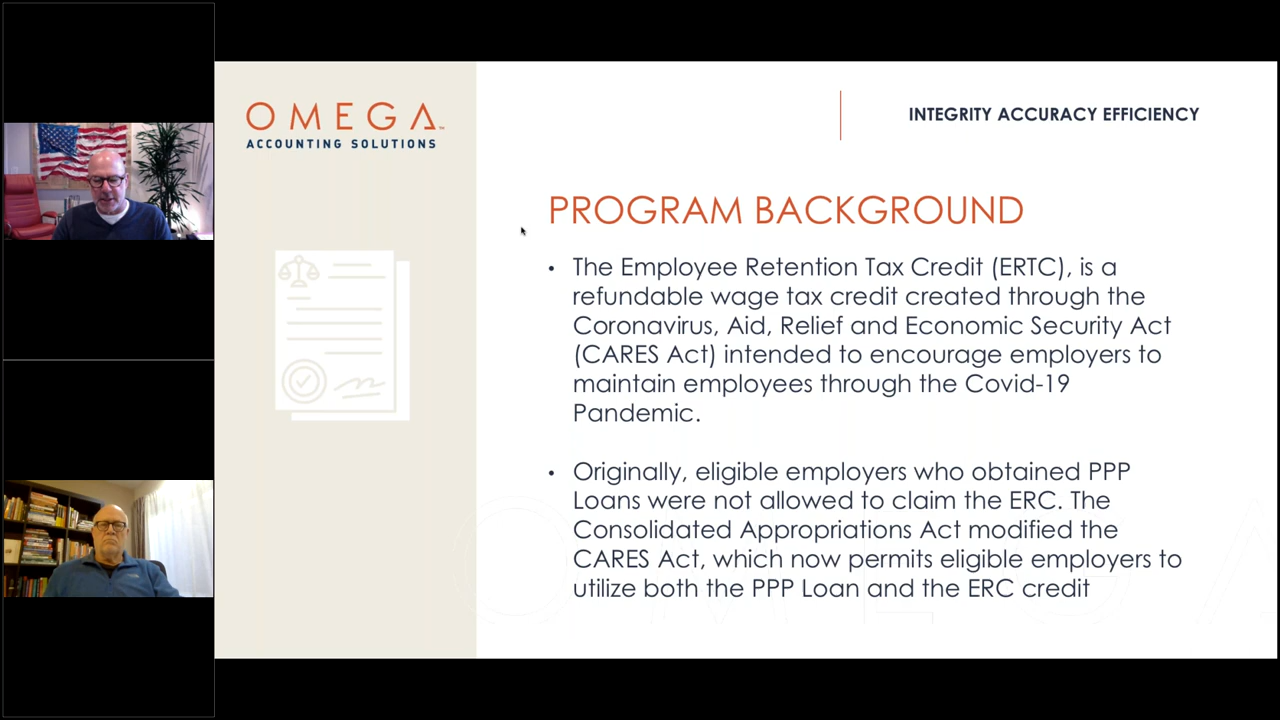 OMEGA™
ACCOUNTING SOLUTIONS
INTEGRITY ACCURACY EFFICIENCY
PROGRAM BACKGROUND
• The Employee Retention Tax Credit (ERTC), is a
refundable wage tax credit created through the
Coronavirus, Aid, Relief and Economic Security Act
(CARES Act) intended to encourage employers to
maintain employees through the Covid-19
Pandemic.
• Originally, eligible employers who obtained PPP
Loans were not allowed to claim the ERC. The
Consolidated Appropriations Act modified the
CARES Act, which now permits eligible employers to
utilize both the PPP Loan and the ERC credit